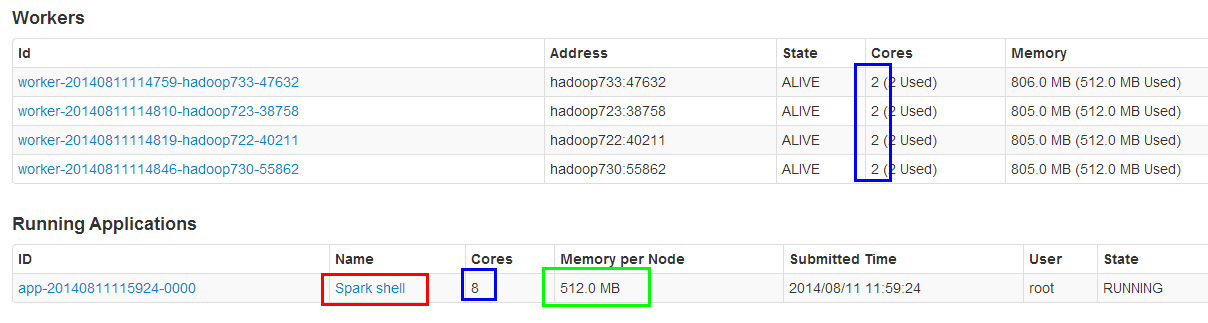 Workers
Id Address State Cores Memory
worker-20140811114759-hadoop733-47632 hadoop733:47632 ALIVE 2 (2 Used) 806.0 MB (512.0 MB Used)
worker-20140811114810-hadoop723-38758 hadoop723:38758 ALIVE 2 (2 Used) 805.0 MB (512.0 MB Used)
worker-20140811114819-hadoop722-40211 hadoop722:40211 ALIVE 2 (2 Used) 805.0 MB (512.0 MB Used)
worker-20140811114846-hadoop730-55862 hadoop730:55862 ALIVE 2 (2 Used) 805.0 MB (512.0 MB Used)
Running Applications
ID Name Cores Memory per Node Submitted Time User State
app-20140811115924-0000 Spark shell 8 512.0 MB 2014/08/11 11:59:24 root RUNNING